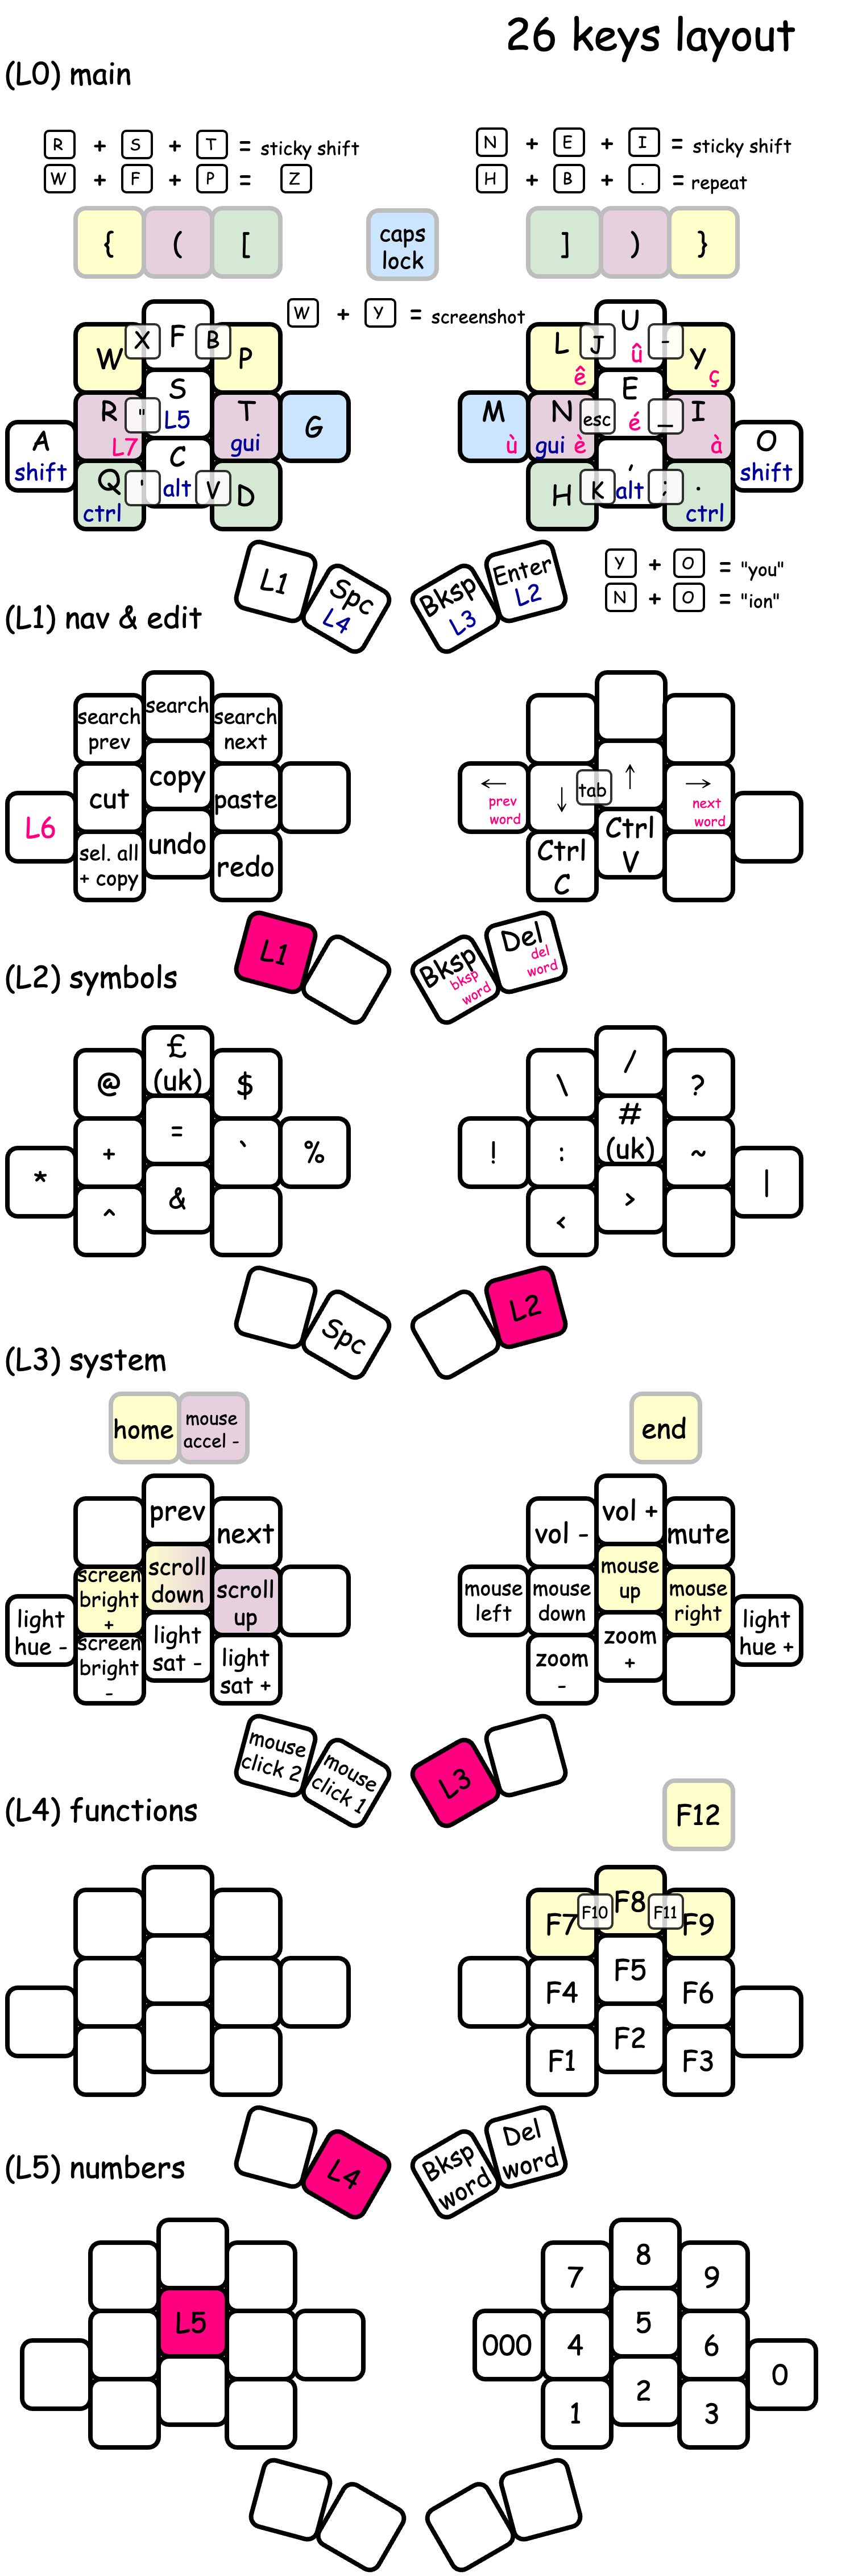 26 keys layout
(L0) main
R + S + T = sticky shift
N + E + I = sticky shift
W + F + P = Z
H + B + . = repeat
{ ( [
caps
lock
] ) }
W + Y = screenshot
W X F B P
L ê J U û - Y ç
A shift
R L7 " S L5 T gui G
M ù N gui è esc E é _ I à
O shift
Q ctrl ' C alt V D
H K , alt ; . ctrl
L1 Spc L4 Bksp L3 Enter L2
Y + O = "you"
N + O = "ion"
(L1) nav & edit
search
prev
search
search
next
cut copy paste
← prev word
↓ tab ↑
→ next word
L6
sel. all
+ copy
undo redo
Ctrl
C
Ctrl
V
L1
Bksp bksp word
Del del word
(L2) symbols
@ £ (uk) $
\ / ?
* + = ` %
! : # (uk) ~ |
^ &
< >
Spc L2
(L3) system
home
mouse
accel -
end
prev next
vol - vol + mute
light
hue -
screen
bright
+
scroll
down
scroll
up
mouse
left
mouse
down
mouse
up
mouse
right
light
hue +
screen
bright
-
light
sat -
light
sat +
zoom
-
zoom
+
mouse
click 2
mouse
click 1
L3
(L4) functions
F12
F7 F10 F8 F11 F9
F4 F5 F6
F1 F2 F3
L4
Bksp
word
Del
word
(L5) numbers
7 8 9
L5
000 4 5 6 0
1 2 3